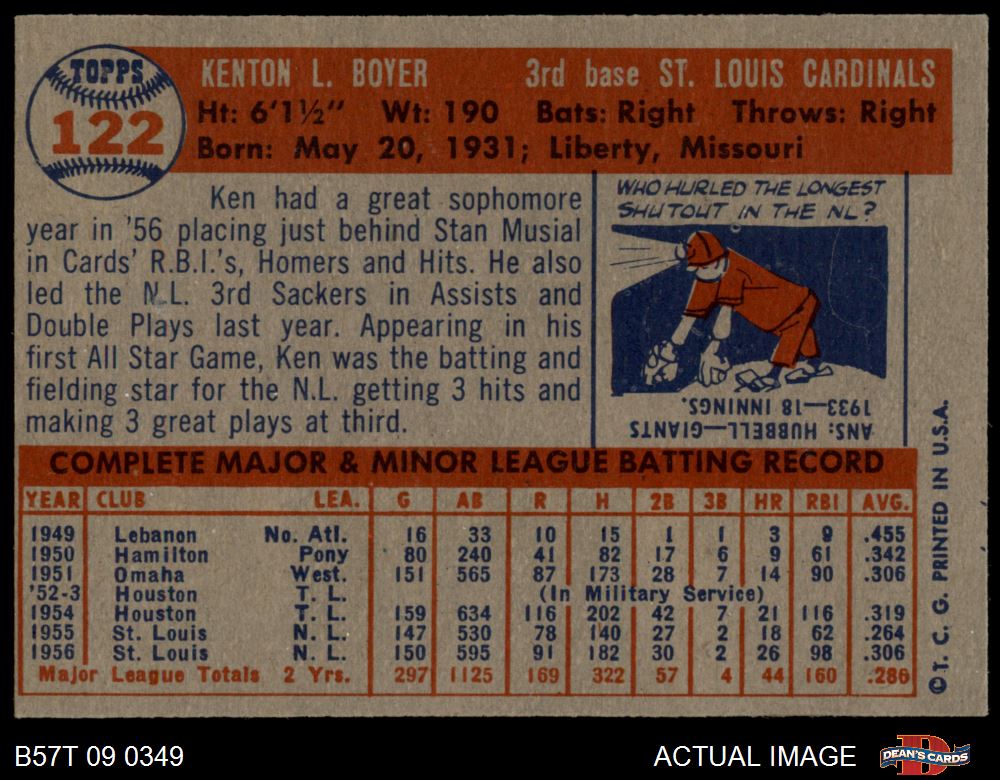 TOPPS
122
KENTON L. BOYER 3rd base ST. LOUIS CARDINALS
Ht: 6'1½" Wt: 190 Bats: Right Throws: Right
Born: May 20, 1931; Liberty, Missouri
Ken had a great sophomore
year in '56 placing just behind Stan Musial
in Cards' R.B.I.'s, Homers and Hits. He also
led the N.L. 3rd Sackers in Assists and
Double Plays last year. Appearing in his
first All Star Game, Ken was the batting and
fielding star for the N.L. getting 3 hits and
making 3 great plays at third.
WHO HURLED THE LONGEST
SHUTOUT IN THE NL?
ANS: HUBBELL—GIANTS
1933—18 INNINGS.
COMPLETE MAJOR & MINOR LEAGUE BATTING RECORD
YEAR CLUB LEA. G AB R H 2B 3B HR RBI AVG.
1949 Lebanon No. Atl. 16 33 10 15 1 1 3 9 .455
1950 Hamilton Pony 80 240 41 82 17 6 9 61 .342
1951 Omaha West. 151 565 87 173 28 7 14 90 .306
'52-3 Houston T. L. (In Military Service)
1954 Houston T. L. 159 634 116 202 42 7 21 116 .319
1955 St. Louis N. L. 147 530 78 140 27 2 18 62 .264
1956 St. Louis N. L. 150 595 91 182 30 2 26 98 .306
Major League Totals 2 Yrs. 297 1125 169 322 57 4 44 160 .286
©T. C. G. PRINTED IN U.S.A.
B57T 09 0349 ACTUAL IMAGE
DEAN'S CARDS